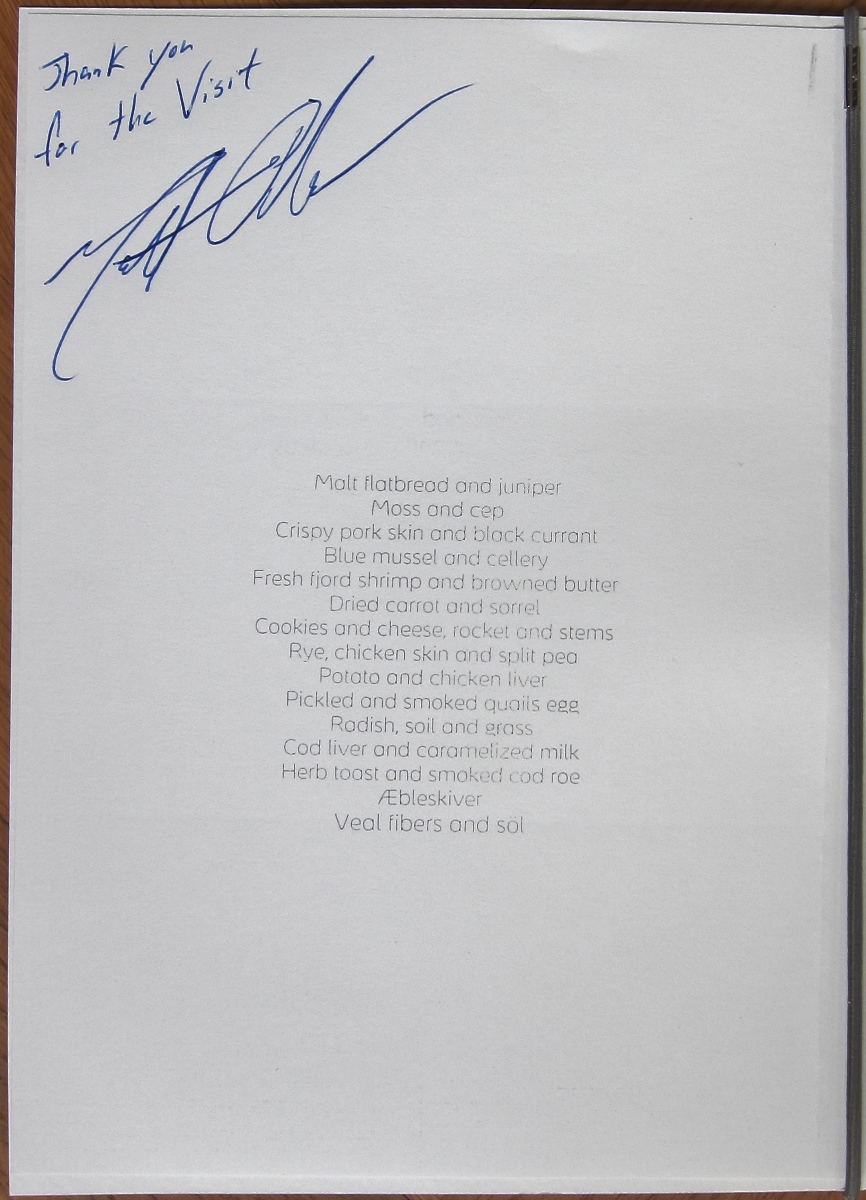 Thank you
for the Visit
Malt flatbread and juniper
Moss and cep
Crispy pork skin and black currant
Blue mussel and cellery
Fresh fjord shrimp and browned butter
Dried carrot and sorrel
Cookies and cheese, rocket and stems
Rye, chicken skin and split pea
Potato and chicken liver
Pickled and smoked quails egg
Radish, soil and grass
Cod liver and caramelized milk
Herb toast and smoked cod roe
Æbleskiver
Veal fibers and söl